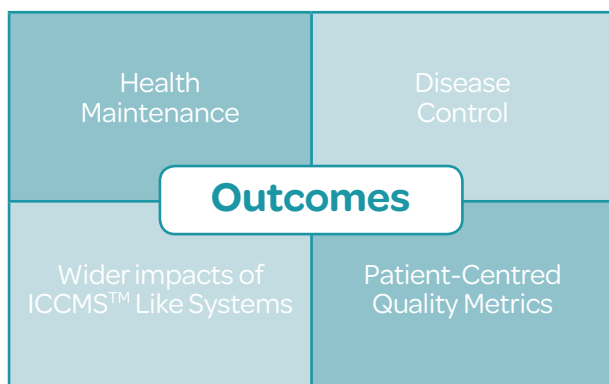 Health
Maintenance
Disease
Control
Outcomes
Wider impacts of
ICCMS™ Like Systems
Patient-Centred
Quality Metrics